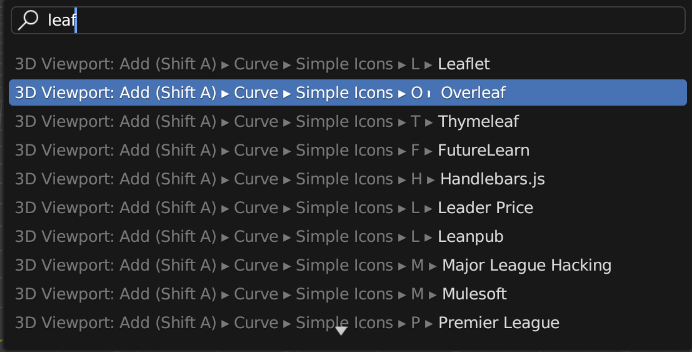 leaf
3D Viewport: Add (Shift A) ▸ Curve ▸ Simple Icons ▸ L ▸ Leaflet
3D Viewport: Add (Shift A) ▸ Curve ▸ Simple Icons ▸ O ▸ Overleaf
3D Viewport: Add (Shift A) ▸ Curve ▸ Simple Icons ▸ T ▸ Thymeleaf
3D Viewport: Add (Shift A) ▸ Curve ▸ Simple Icons ▸ F ▸ FutureLearn
3D Viewport: Add (Shift A) ▸ Curve ▸ Simple Icons ▸ H ▸ Handlebars.js
3D Viewport: Add (Shift A) ▸ Curve ▸ Simple Icons ▸ L ▸ Leader Price
3D Viewport: Add (Shift A) ▸ Curve ▸ Simple Icons ▸ L ▸ Leanpub
3D Viewport: Add (Shift A) ▸ Curve ▸ Simple Icons ▸ M ▸ Major League Hacking
3D Viewport: Add (Shift A) ▸ Curve ▸ Simple Icons ▸ M ▸ Mulesoft
3D Viewport: Add (Shift A) ▸ Curve ▸ Simple Icons ▸ P ▸ Premier League